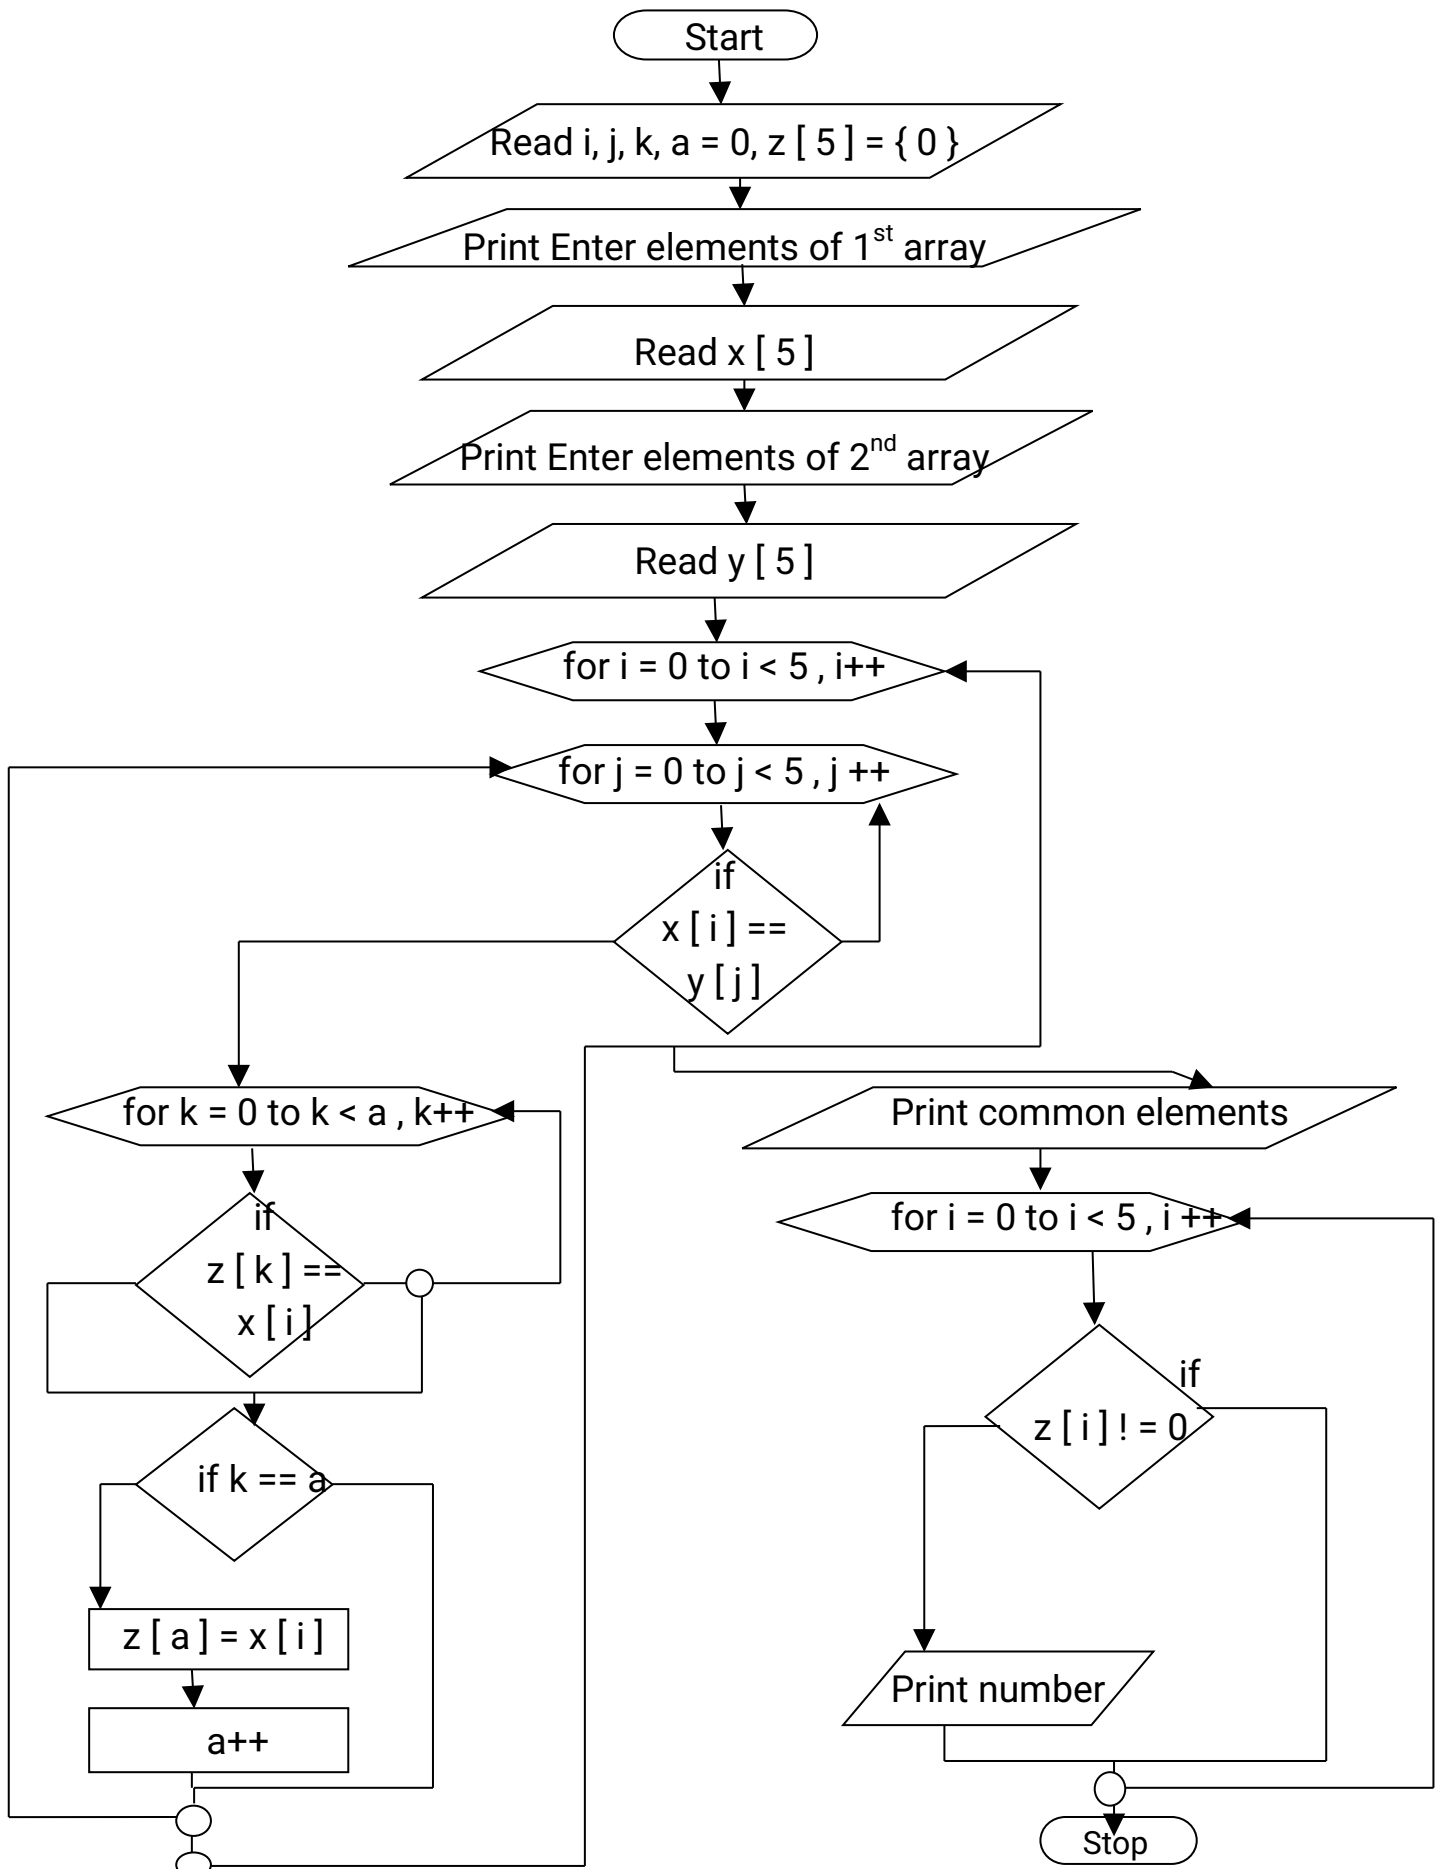 Start
Read i, j, k, a = 0, z [ 5 ] = { 0 }
Print Enter elements of 1st array
Read x [ 5 ]
Print Enter elements of 2nd array
Read y [ 5 ]
for i = 0 to i < 5 , i++
for j = 0 to j < 5 , j ++
if
x [ i ] ==
y [ j ]
for k = 0 to k < a , k++
if
z [ k ] ==
x [ i ]
if k == a
z [ a ] = x [ i ]
a++
Print common elements
for i = 0 to i < 5 , i ++
if
z [ i ] ! = 0
Print number
Stop